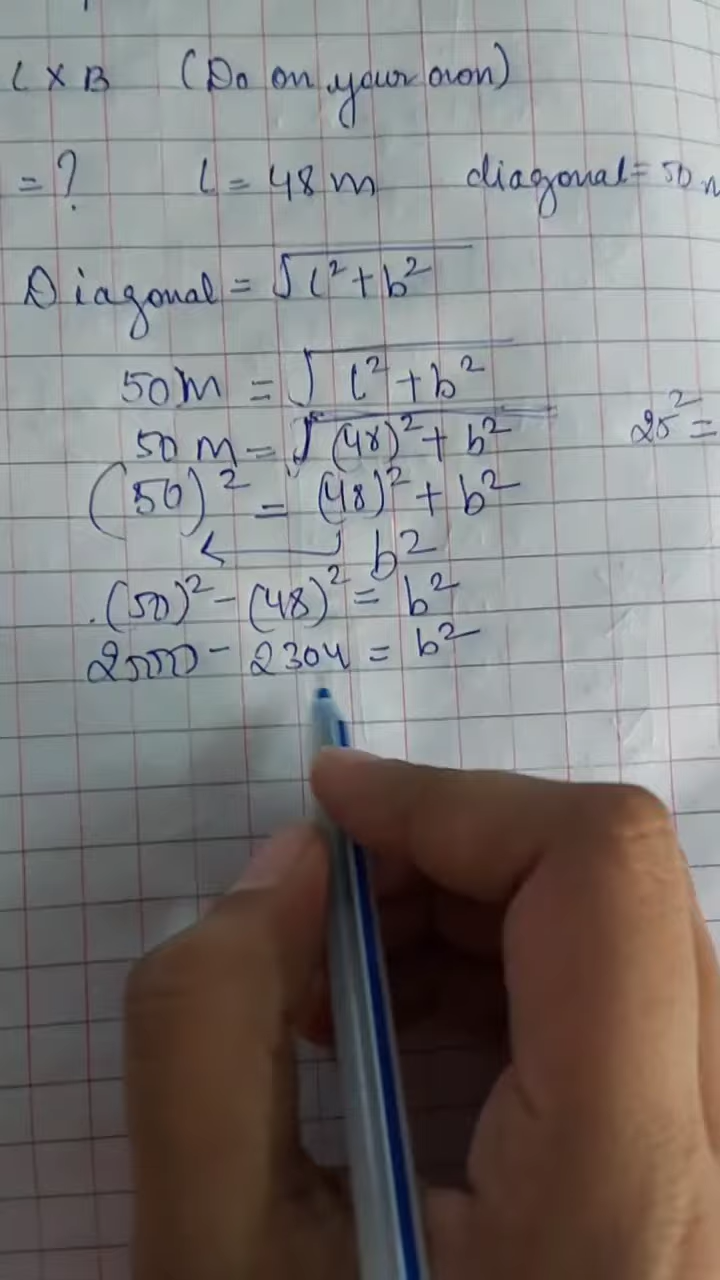 L x B (Do on your own)
= ? l = 48 m diagonal = 50 m
Diagonal = √l² + b²
50 m = √l² + b²
50 m = √(48)² + b² 25² =
(50)² = (48)² + b²
b²
(50)² - (48)² = b²
2500 - 2304 = b²